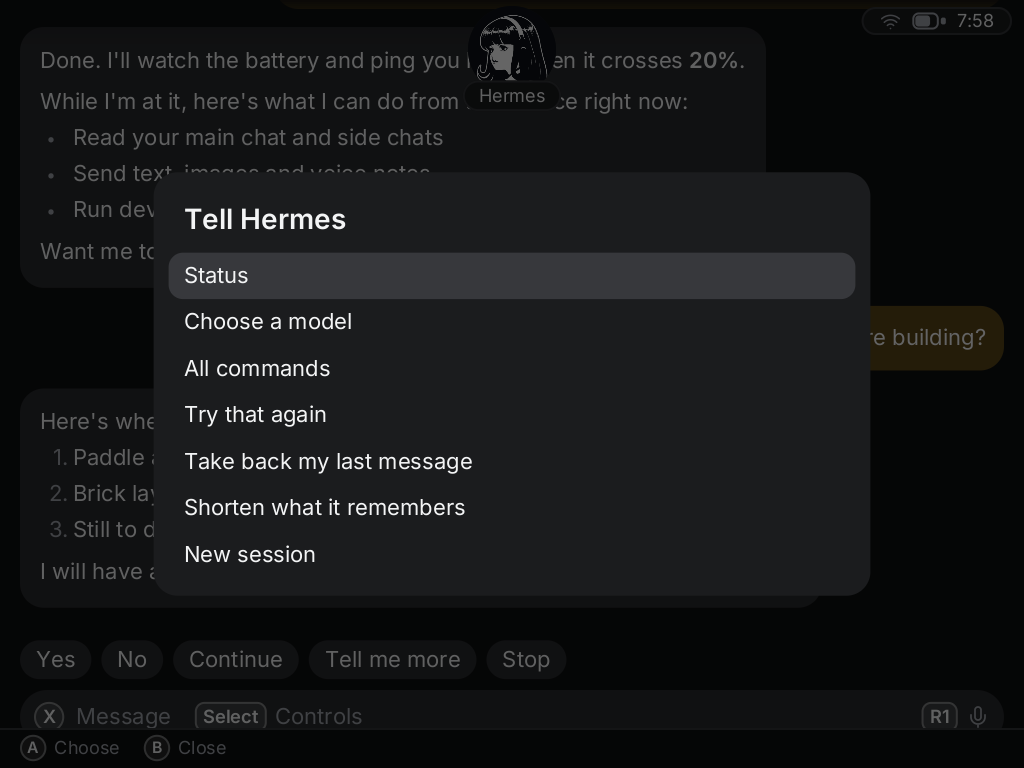 7:58
Done. I'll watch the battery and ping you en it crosses 20%.
Hermes
While I'm at it, here's what I can do from ce right now:
• Read your main chat and side chats
• Send text, images and voice notes
• Run dev
Want me to
Tell Hermes
Status
Choose a model
All commands
Try that again
Take back my last message
Shorten what it remembers
New session
re building?
Here's whe
1. Paddle
2. Brick lay
3. Still to d
I will have a
Yes No Continue Tell me more Stop
X Message Select Controls R1
A Choose B Close